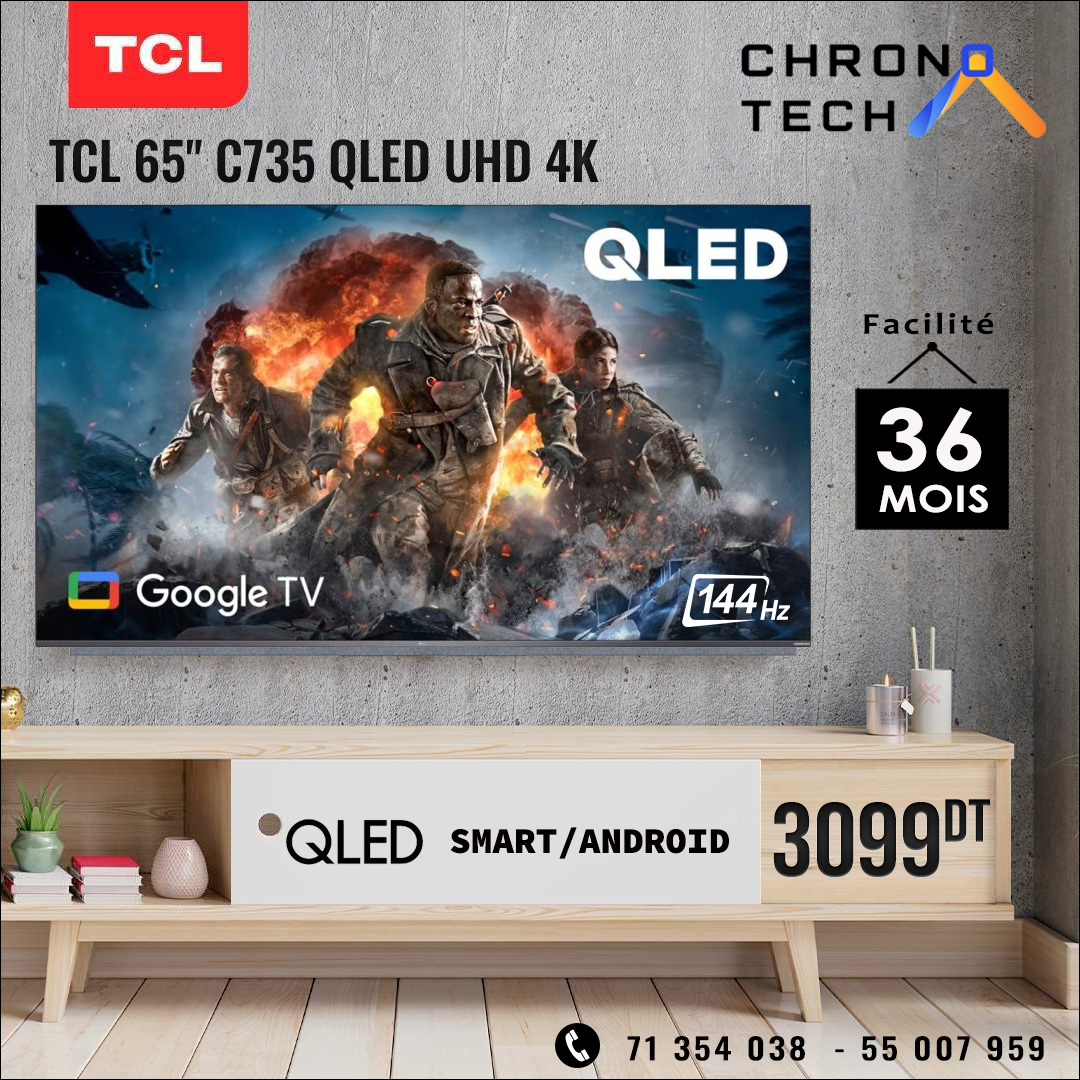 TCL
CHRONO
TECH
TCL 65" C735 QLED UHD 4K
QLED
Facilité
36
MOIS
Google TV
144Hz
QLED SMART/ANDROID
3099DT
71 354 038 - 55 007 959